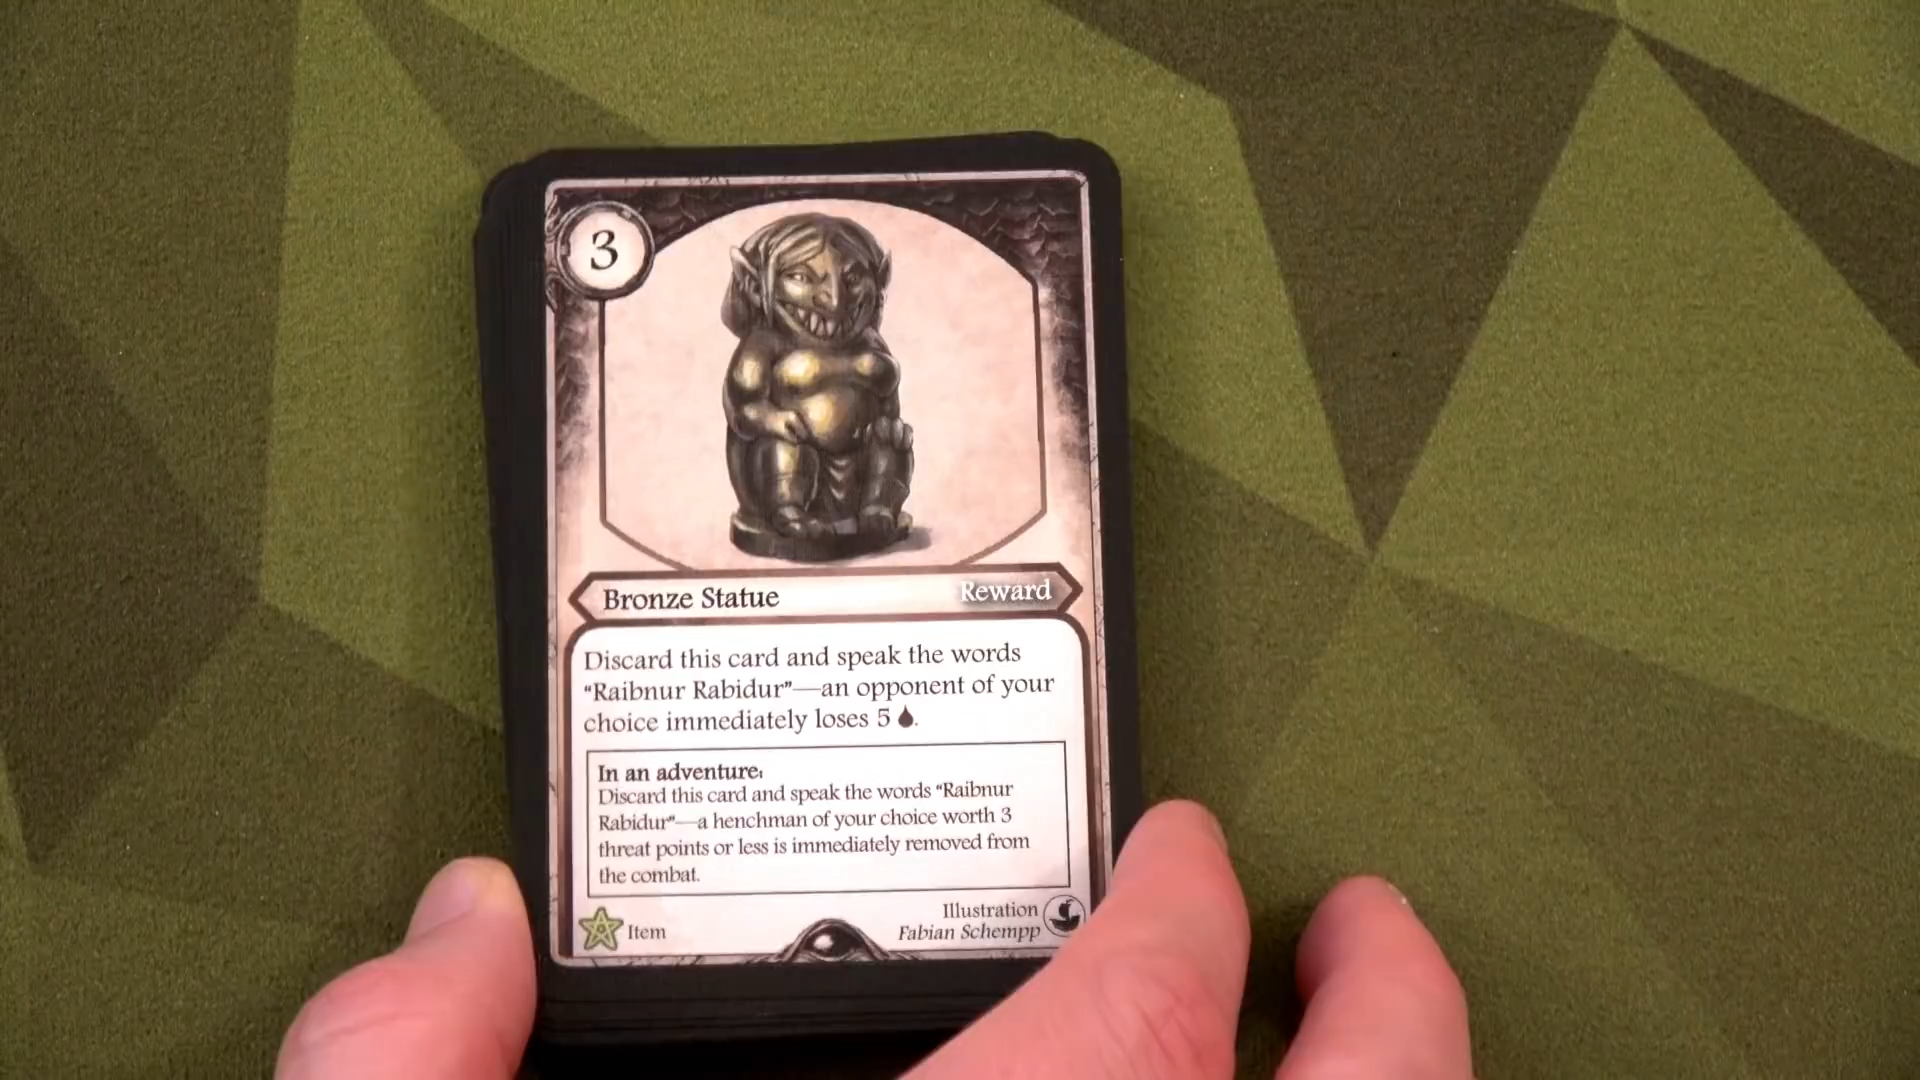 3
Bronze Statue
Reward
Discard this card and speak the words
“Raibnur Rabidur”—an opponent of your
choice immediately loses 5.
In an adventure:
Discard this card and speak the words “Raibnur
Rabidur”—a henchman of your choice worth 3
threat points or less is immediately removed from
the combat.
Item
Illustration
Fabian Schempp